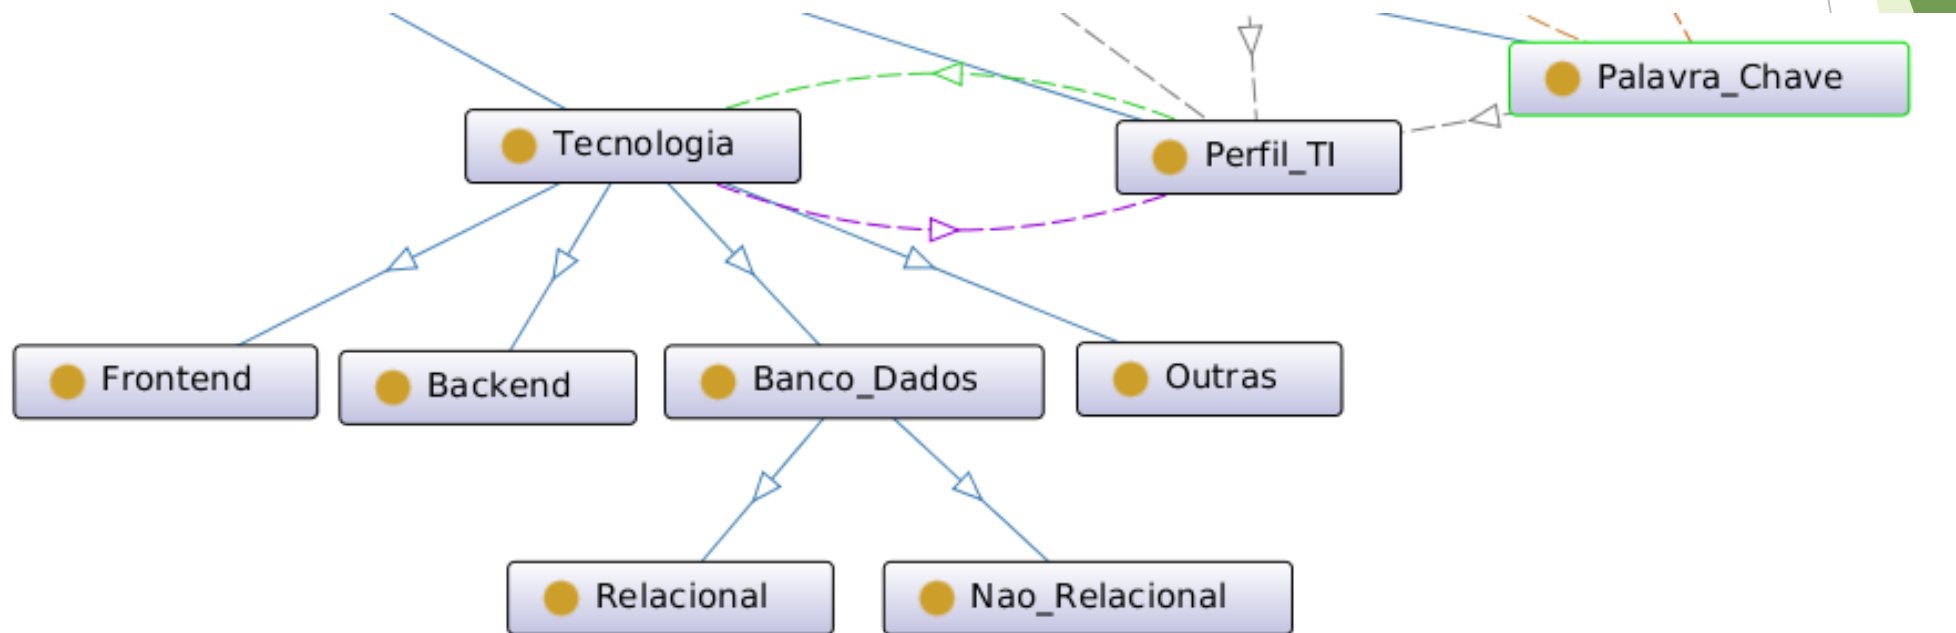 Palavra_Chave
Tecnologia
Perfil_TI
Frontend
Backend
Banco_Dados
Outras
Relacional
Nao_Relacional